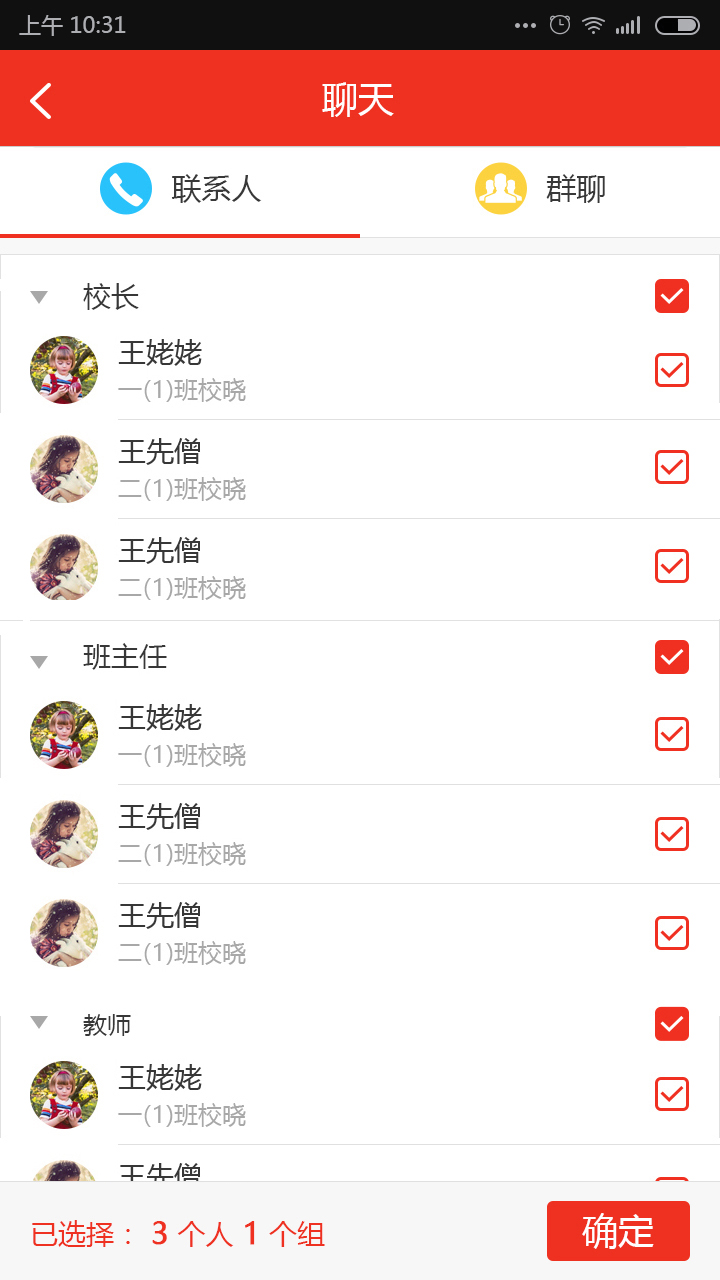 上午 10:31
聊天
联系人
群聊
校长
王姥姥
一(1)班校晓
王先僧
二(1)班校晓
王先僧
二(1)班校晓
班主任
王姥姥
一(1)班校晓
王先僧
二(1)班校晓
王先僧
二(1)班校晓
教师
王姥姥
一(1)班校晓
王先僧
已选择： 3 个人 1 个组
确定